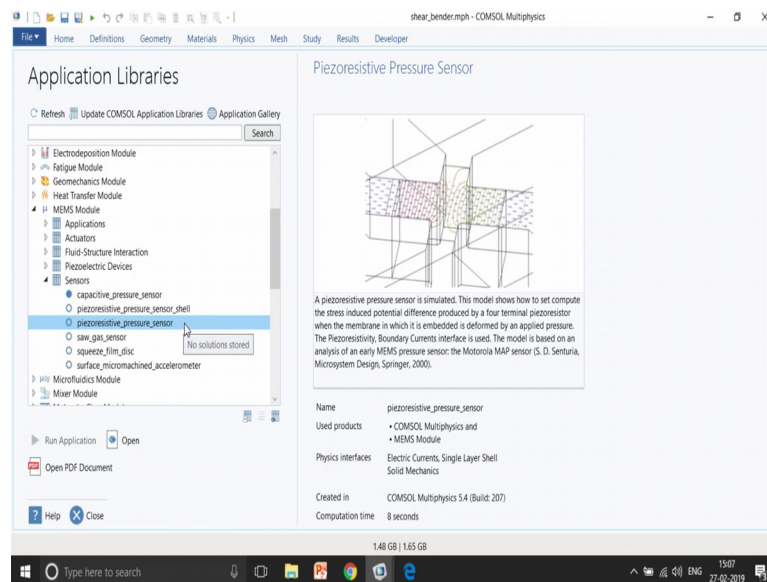 shear_bender.mph - COMSOL Multiphysics
File Home Definitions Geometry Materials Physics Mesh Study Results Developer
Application Libraries
Refresh Update COMSOL Application Libraries Application Gallery
Search
Electrodeposition Module
Fatigue Module
Geomechanics Module
Heat Transfer Module
MEMS Module
Applications
Actuators
Fluid-Structure Interaction
Piezoelectric Devices
Sensors
capacitive_pressure_sensor
piezoresistive_pressure_sensor_shell
piezoresistive_pressure_sensor
saw_gas_sensor
No solutions stored
squeeze_film_disc
surface_micromachined_accelerometer
Microfluidics Module
Mixer Module
Run Application Open
PDF Open PDF Document
? Help Close
Piezoresistive Pressure Sensor
A piezoresistive pressure sensor is simulated. This model shows how to set compute
the stress induced potential difference produced by a four terminal piezoresistor
when the membrane in which it is embedded is deformed by an applied pressure.
The Piezoresistivity, Boundary Currents interface is used. The model is based on an
analysis of an early MEMS pressure sensor: the Motorola MAP sensor (S. D. Senturia,
Microsystem Design, Springer, 2000).
Name piezoresistive_pressure_sensor
Used products • COMSOL Multiphysics and
• MEMS Module
Physics interfaces Electric Currents, Single Layer Shell
Solid Mechanics
Created in COMSOL Multiphysics 5.4 (Build: 207)
Computation time 8 seconds
1.48 GB | 1.65 GB
Type here to search
ENG
15:07
27-02-2019